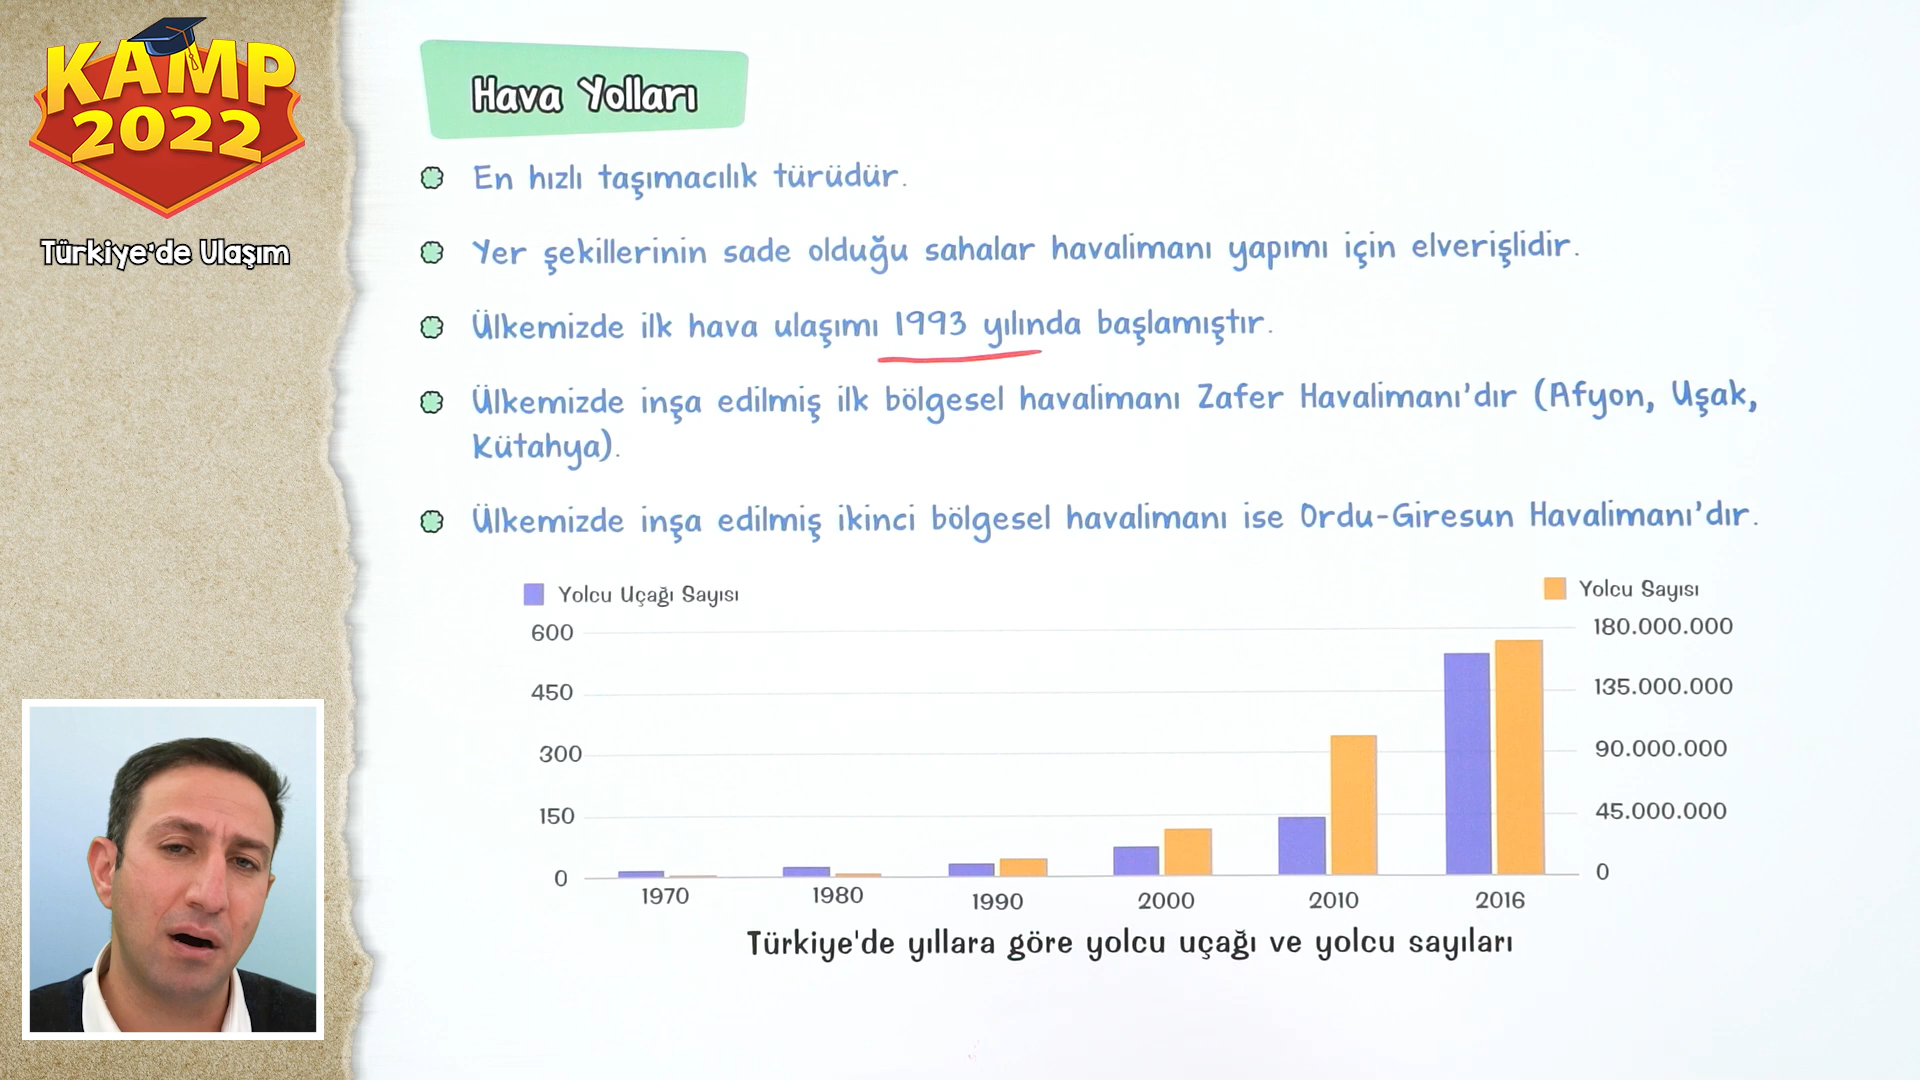 KAMP
2022
Türkiye'de Ulaşım
Hava Yolları
En hızlı taşımacılık türüdür.
Yer şekillerinin sade olduğu sahalar havalimanı yapımı için elverişlidir.
Ülkemizde ilk hava ulaşımı 1993 yılında başlamıştır.
Ülkemizde inşa edilmiş ilk bölgesel havalimanı Zafer Havalimanı'dır (Afyon, Uşak,
Kütahya).
Ülkemizde inşa edilmiş ikinci bölgesel havalimanı ise Ordu-Giresun Havalimanı'dır.
Yolcu Uçağı Sayısı
Yolcu Sayısı
600
180.000.000
450
135.000.000
300
90.000.000
150
45.000.000
0
0
1970 1980 1990 2000 2010 2016
Türkiye'de yıllara göre yolcu uçağı ve yolcu sayıları